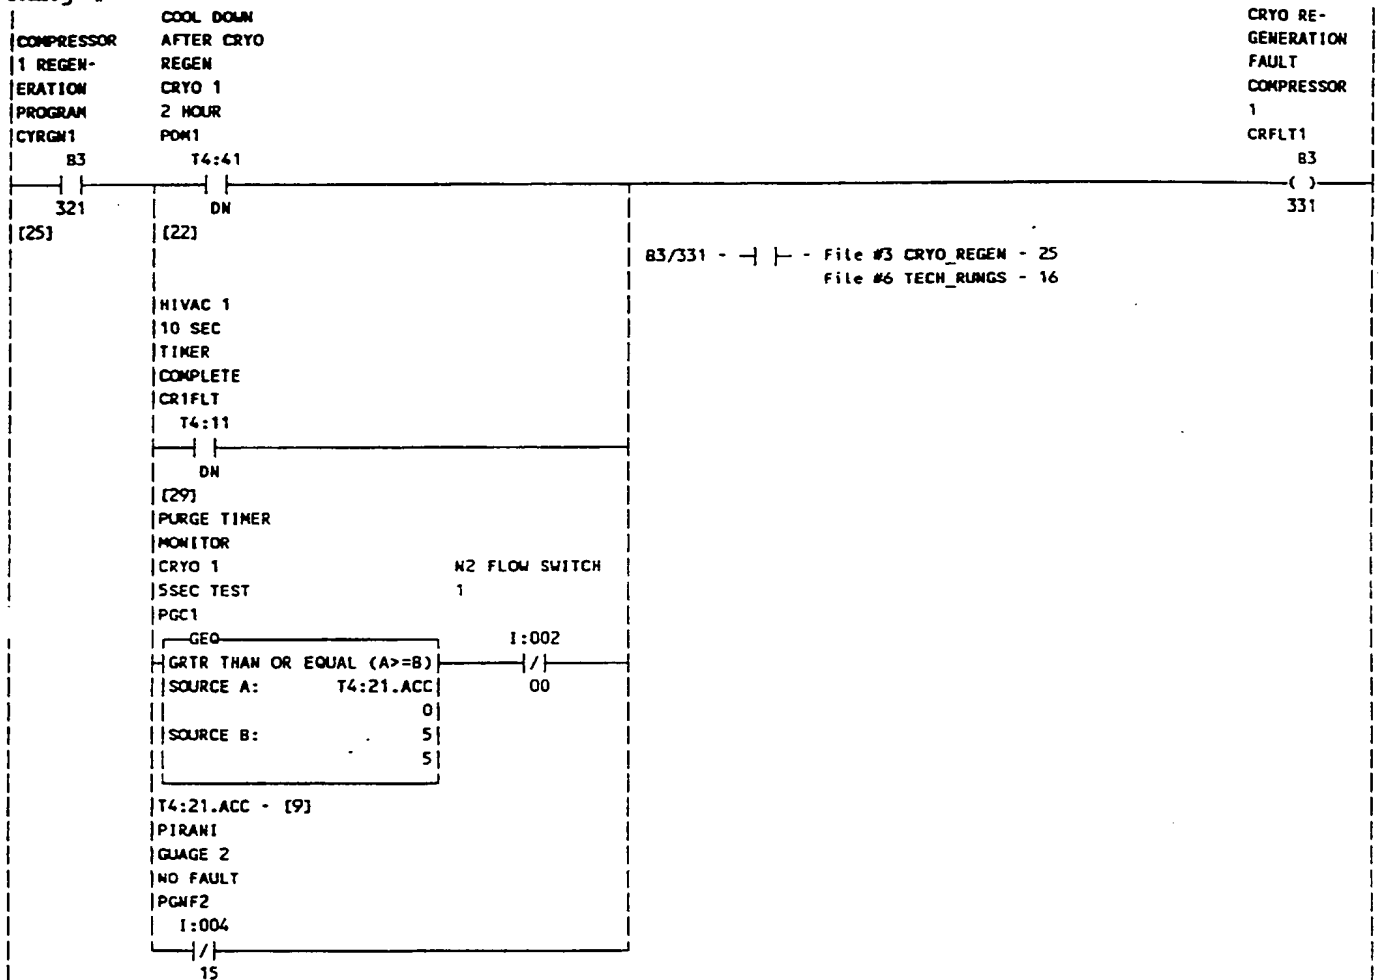 COOL DOWN
COMPRESSOR AFTER CRYO
1 REGEN- REGEN
ERATION CRYO 1
PROGRAM 2 HOUR
CYRGN1 PDM1
B3 T4:41
321 DN
[25] [22]
CRYO RE-
GENERATION
FAULT
COMPRESSOR
1
CRFLT1
B3
( )
331
B3/331 - ┤ ├ - File #3 CRYO_REGEN - 25
File #6 TECH_RUNGS - 16
HIVAC 1
10 SEC
TIMER
COMPLETE
CR1FLT
T4:11
DN
[29]
PURGE TIMER
MONITOR
CRYO 1 N2 FLOW SWITCH
5SEC TEST 1
PGC1
GEQ I:002
GRTR THAN OR EQUAL (A>=B) /
SOURCE A: T4:21.ACC 00
0
SOURCE B: 5
5
T4:21.ACC - [9]
PIRANI
GUAGE 2
NO FAULT
PGNF2
I:004
/
15